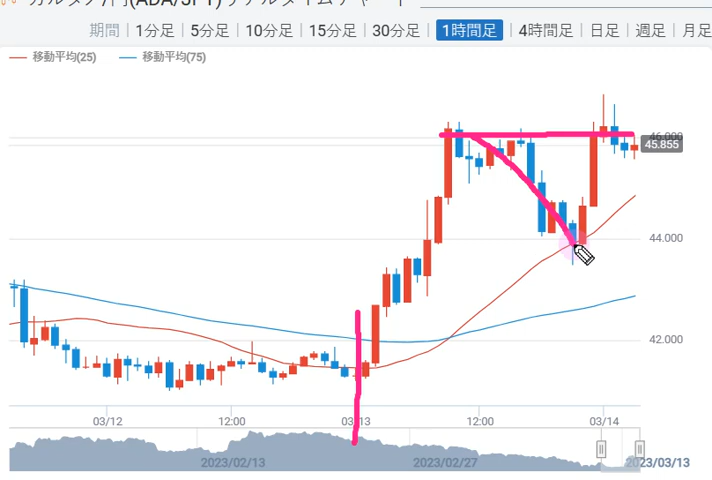 期間 1分足 5分足 10分足 15分足 30分足 1時間足 4時間足 日足 週足 月足
移動平均(25) 移動平均(75)
46.000
45.855
44.000
42.000
03/12 12:00 03/13 12:00 03/14
2023/02/13 2023/02/27 2023/03/13